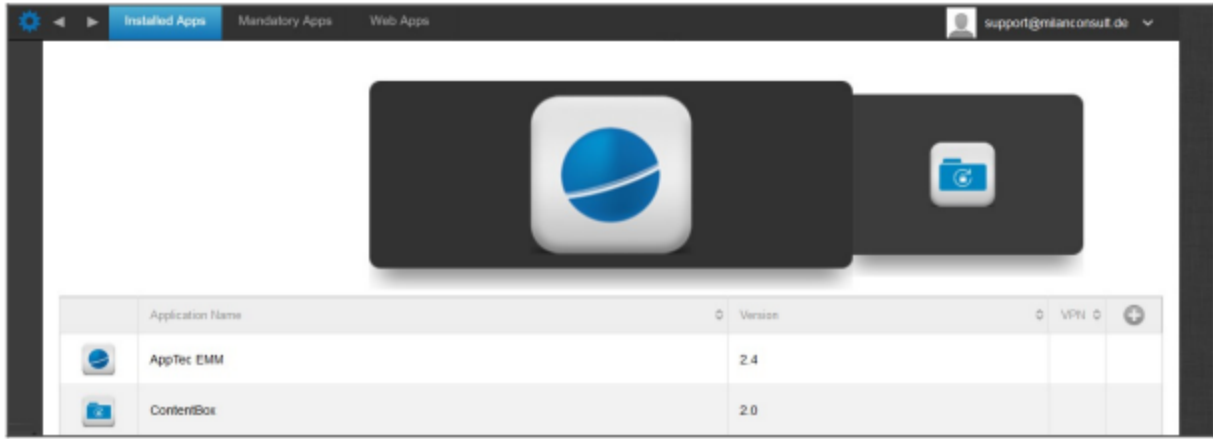 Installed Apps Mandatory Apps Web Apps support@milanconsult.de
Application Name Version VPN
AppTec EMM 2.4
ContentBox 2.0